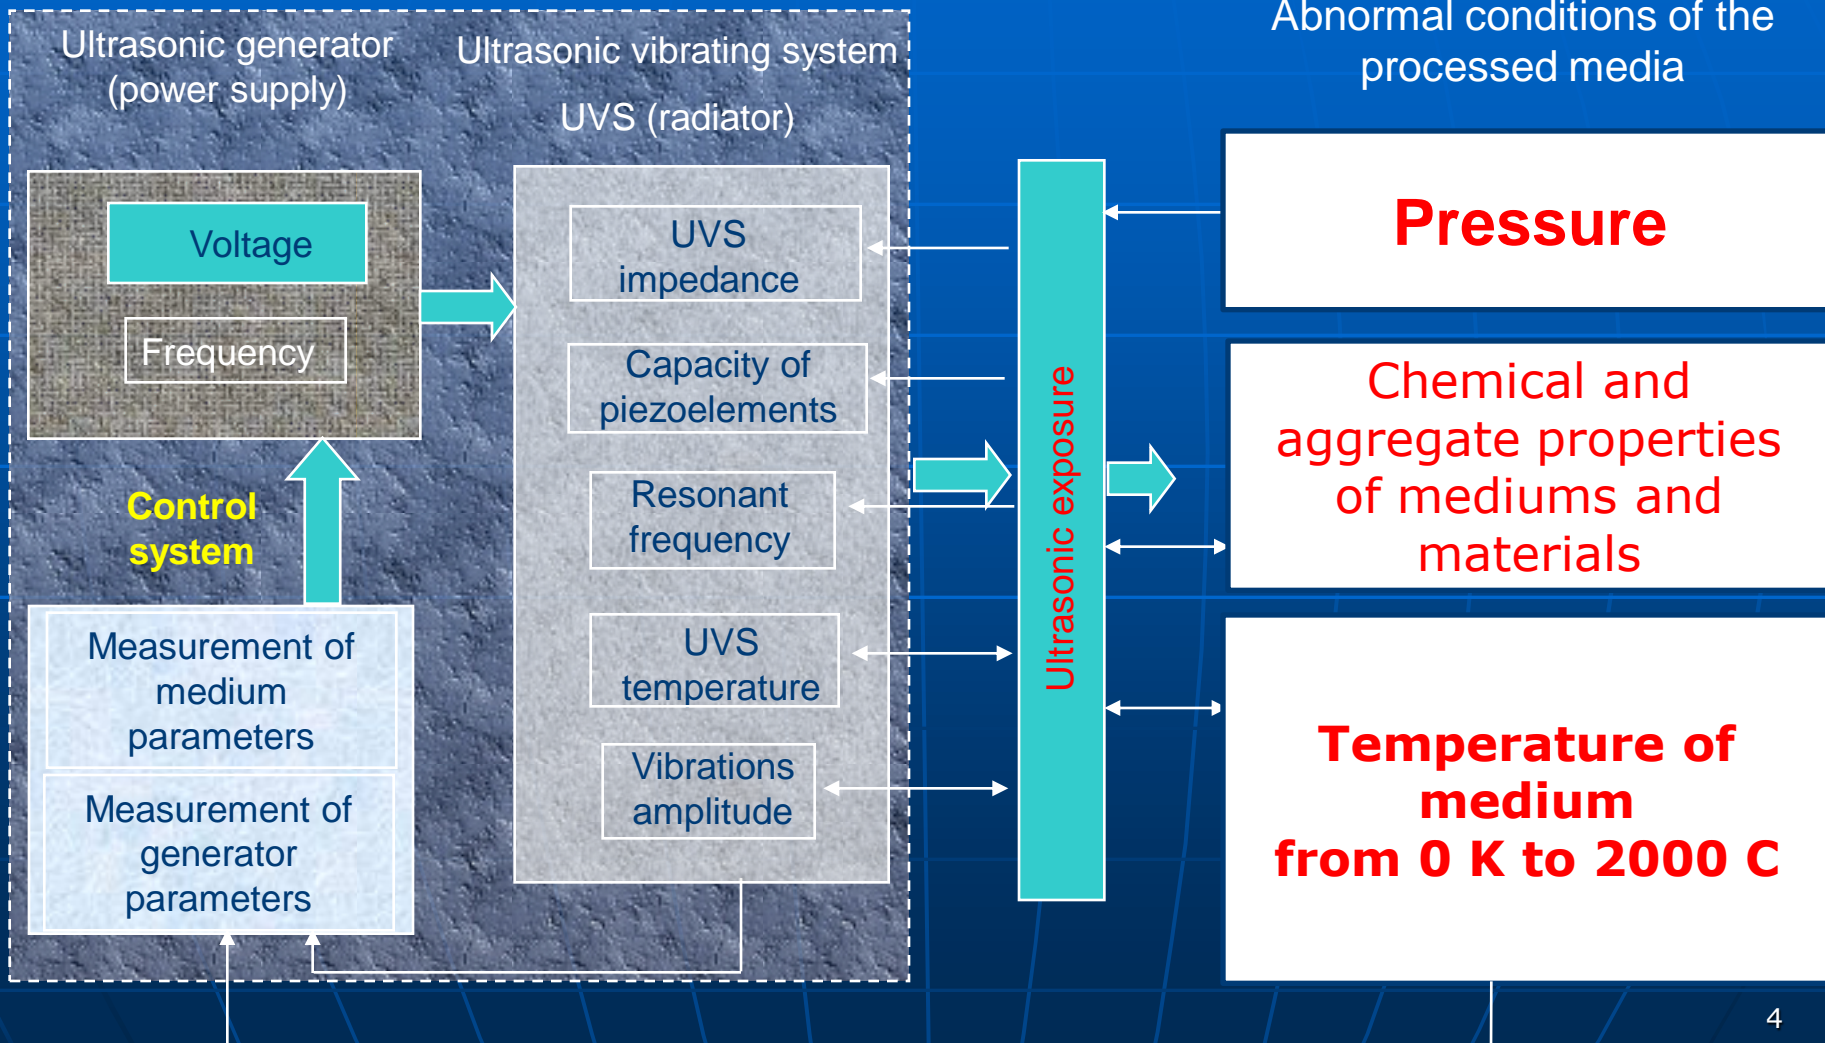 Ultrasonic generator
(power supply)
Ultrasonic vibrating system
UVS (radiator)
Abnormal conditions of the
processed media
Voltage
Frequency
Control
system
Measurement of
medium
parameters
Measurement of
generator
parameters
UVS
impedance
Capacity of
piezoelements
Resonant
frequency
UVS
temperature
Vibrations
amplitude
Ultrasonic exposure
Pressure
Chemical and
aggregate properties
of mediums and
materials
Temperature of
medium
from 0 K to 2000 C
4